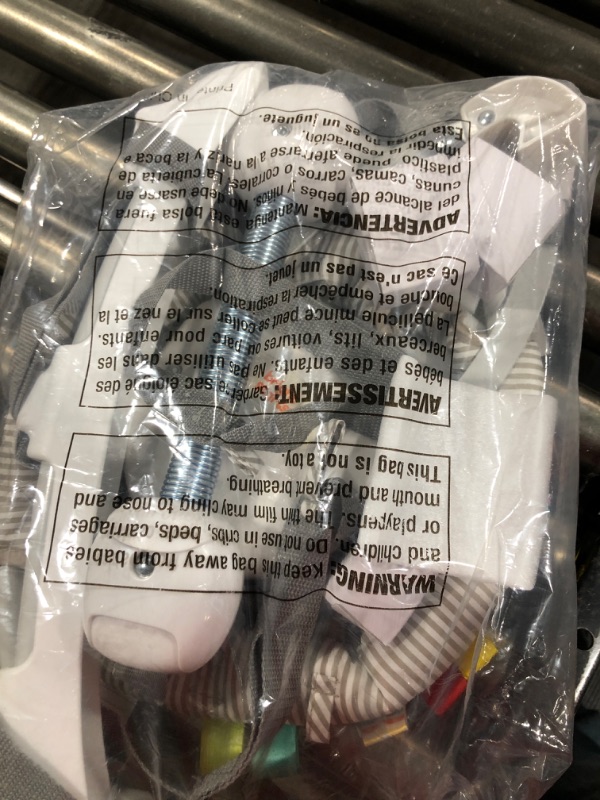 WARNING: Keep this bag away from babies
and children. Do not use in cribs, beds, carriages
or playpens. The thin film may cling to nose and
mouth and prevent breathing.
This bag is not a toy.
AVERTISSEMENT: Garder ce sac éloigné des
bébés et des enfants. Ne pas utiliser dans les
berceaux, lits, voitures ou parc pour enfants.
La pellicule mince peut se coller sur le nez et la
bouche et empêcher la respiration.
Ce sac n'est pas un jouet.
ADVERTENCIA: Mantenga esta bolsa fuera
del alcance de bebés y niños. No debe usarse en
cunas, camas, carros o corrales. La cubierta de
plastico puede aferrarse a la nariz y la boca e
impedir la respiración.
Esta bolsa no es un juguete.